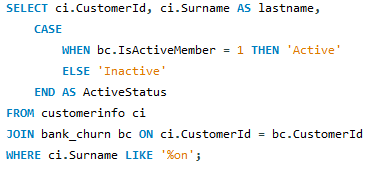 SELECT ci.CustomerId, ci.Surname AS lastname,
CASE
WHEN bc.IsActiveMember = 1 THEN 'Active'
ELSE 'Inactive'
END AS ActiveStatus
FROM customerinfo ci
JOIN bank_churn bc ON ci.CustomerId = bc.CustomerId
WHERE ci.Surname LIKE '%on';